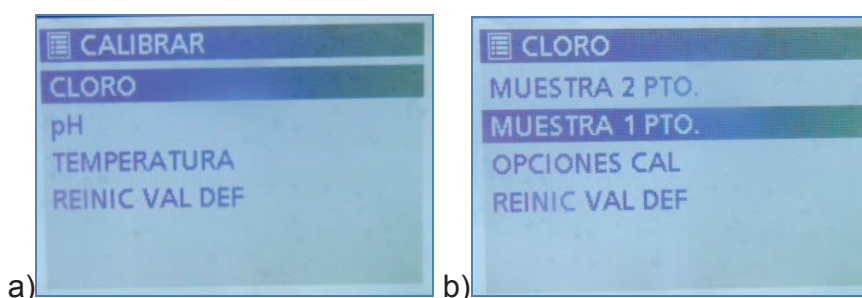 CALIBRAR
CLORO
pH
TEMPERATURA
REINIC VAL DEF
a)
CLORO
MUESTRA 2 PTO.
MUESTRA 1 PTO.
OPCIONES CAL
REINIC VAL DEF
b)